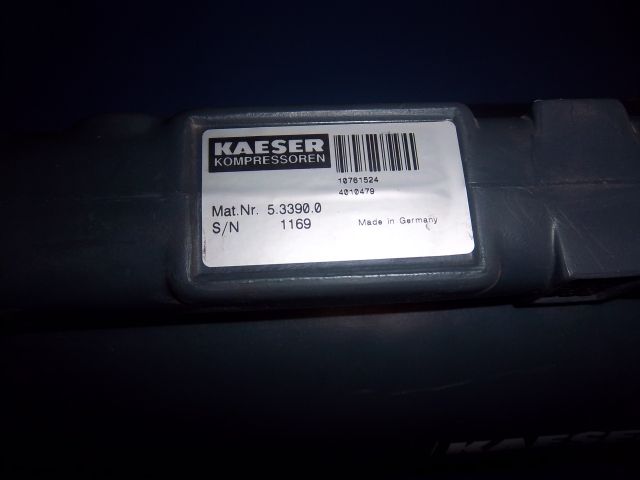 KAESER
KOMPRESSOREN
10761524
4010479
Mat.Nr. 5.3390.0
S/N 1169
Made in Germany
KAESER